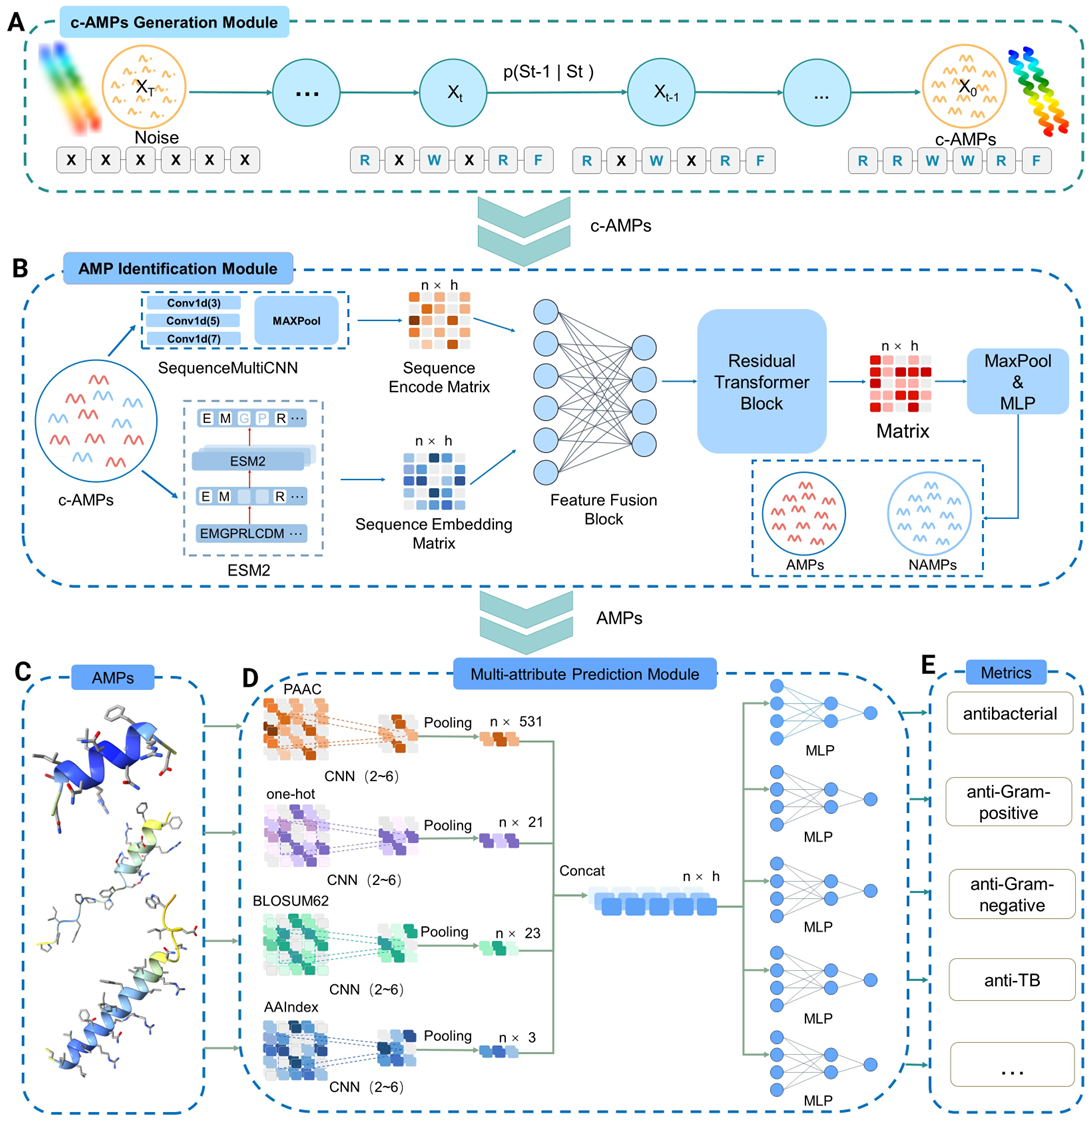 A
c-AMPs Generation Module
X_T
...
X_t
p(St-1 | St )
X_t-1
...
X_0
Noise
c-AMPs
X X X X X X
R X W X R F
R X W X R F
R R W W R F
c-AMPs
B
AMP Identification Module
Conv1d(3)
Conv1d(5)
Conv1d(7)
MAXPool
SequenceMultiCNN
n × h
Sequence
Encode Matrix
c-AMPs
E M G P R ...
ESM2
E M R ...
EMGPRLCDM ...
ESM2
n × h
Sequence Embedding
Matrix
Feature Fusion
Block
Residual
Transformer
Block
n × h
Matrix
MaxPool
&
MLP
AMPs
NAMPs
AMPs
C
AMPs
D
Multi-attribute Prediction Module
PAAC
Pooling
n × 531
CNN (2~6)
one-hot
Pooling
n × 21
CNN (2~6)
BLOSUM62
Pooling
n × 23
CNN (2~6)
AAIndex
Pooling
n × 3
CNN (2~6)
Concat
n × h
MLP
MLP
MLP
MLP
MLP
E
Metrics
antibacterial
anti-Gram-
positive
anti-Gram-
negative
anti-TB
...